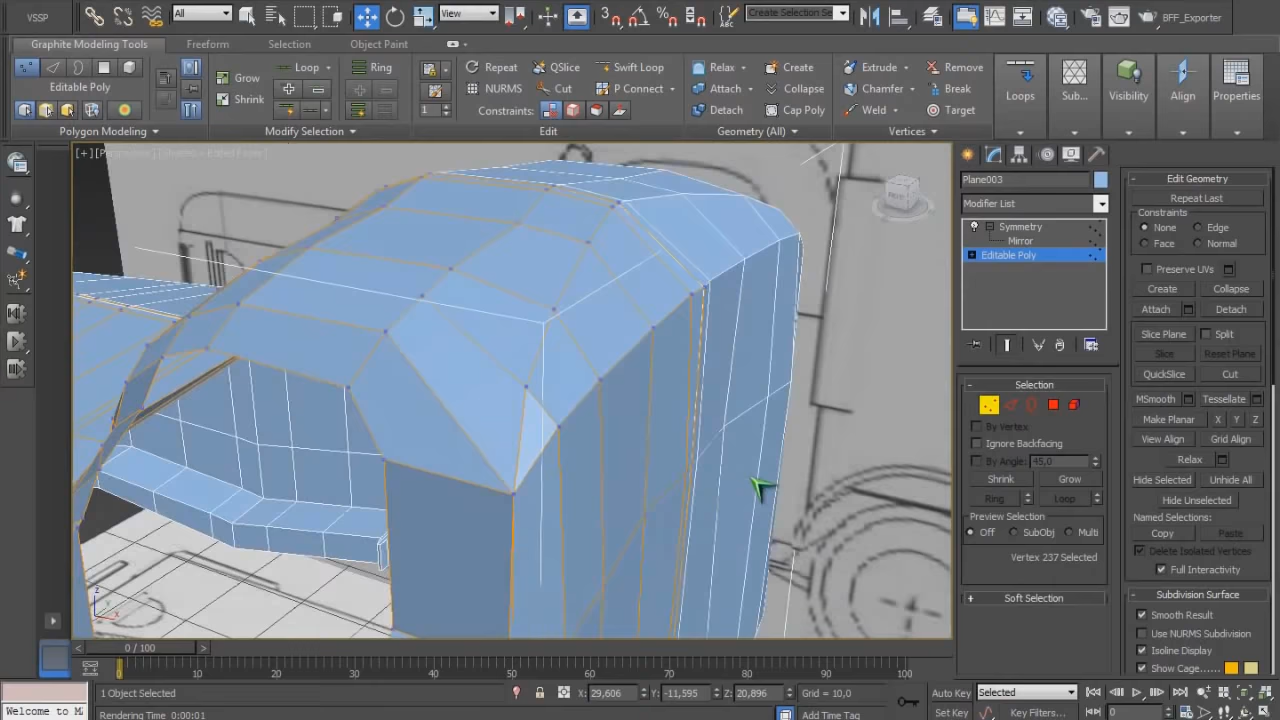 VSSP
All
View
Create Selection Se
BFF_Exporter
Graphite Modeling Tools
Freeform
Selection
Object Paint
Editable Poly
Polygon Modeling
Grow
Shrink
Loop
Ring
Modify Selection
1
Repeat
QSlice
Swift Loop
NURMS
Cut
P Connect
Constraints:
Edit
Relax
Create
Attach
Collapse
Detach
Cap Poly
Geometry (All)
Extrude
Remove
Chamfer
Break
Weld
Target
Vertices
Loops
Sub...
Visibility
Align
Properties
Plane003
Modifier List
Symmetry
Mirror
Editable Poly
Selection
By Vertex
Ignore Backfacing
By Angle:
45,0
Shrink
Grow
Ring
Loop
Preview Selection
Off
SubObj
Multi
Vertex 237 Selected
Soft Selection
Edit Geometry
Repeat Last
Constraints
None
Edge
Face
Normal
Preserve UVs
Create
Collapse
Attach
Detach
Slice Plane
Split
Slice
Reset Plane
QuickSlice
Cut
MSmooth
Tessellate
Make Planar
X
Y
Z
View Align
Grid Align
Relax
Hide Selected
Unhide All
Hide Unselected
Named Selections:
Copy
Paste
Delete Isolated Vertices
Full Interactivity
Subdivision Surface
Smooth Result
Use NURMS Subdivision
Isoline Display
Show Cage......
0 / 100
0
10
20
30
40
50
60
70
80
90
100
1 Object Selected
X: 29,606
Y: -11,595
Z: 20,896
Grid = 10,0
Auto Key
Selected
Welcome to M
Rendering Time 0:00:01
Add Time Tag
Set Key
Key Filters...
0